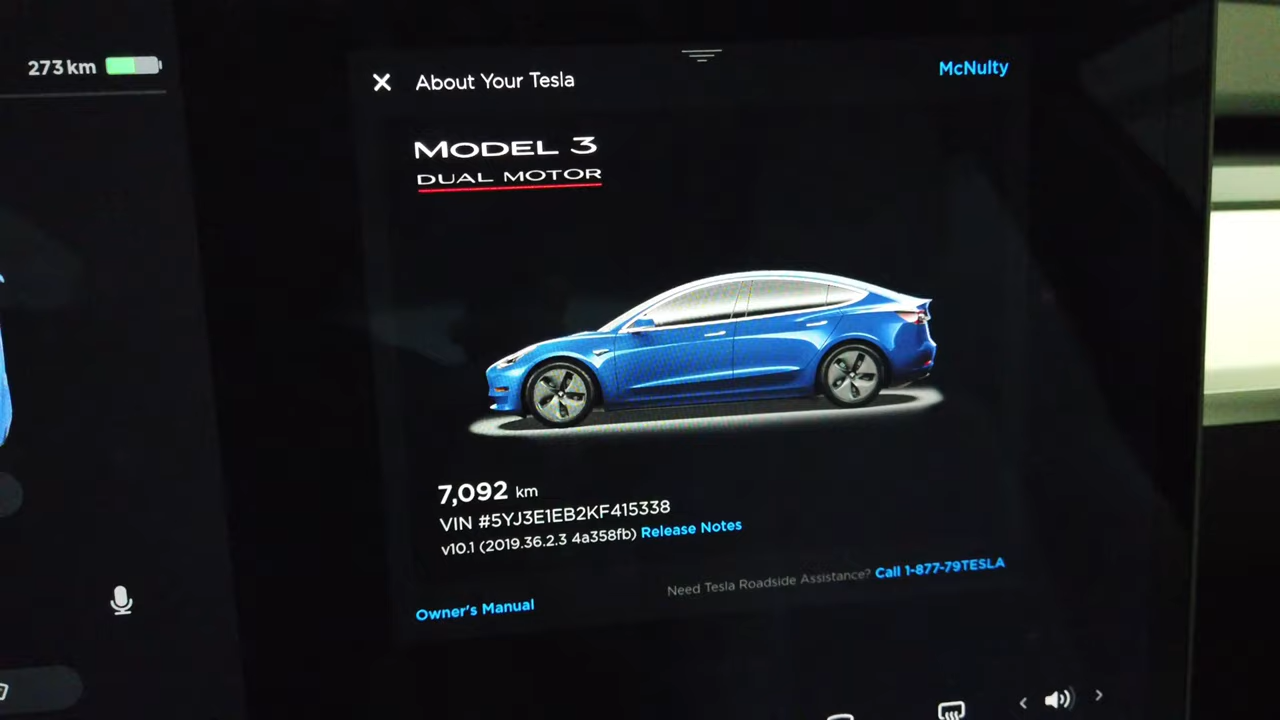 273 km
About Your Tesla
McNulty
MODEL 3
DUAL MOTOR
7,092 km
VIN #5YJ3E1EB2KF415338
v10.1 (2019.36.2.3 4a358fb) Release Notes
Need Tesla Roadside Assistance? Call 1-877-79TESLA
Owner's Manual